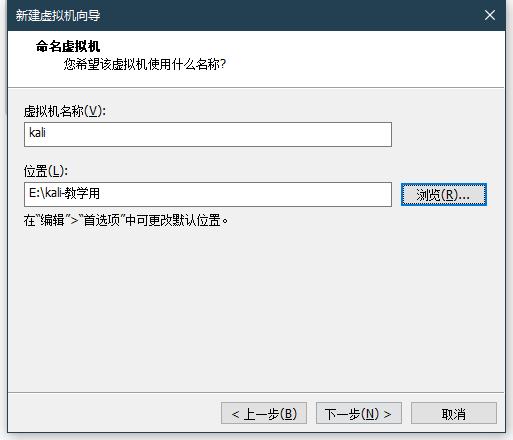 新建虚拟机向导
命名虚拟机
您希望该虚拟机使用什么名称?
虚拟机名称(V):
kali
位置(L):
E:\kali-教学用
浏览(R)...
在“编辑”>“首选项”中可更改默认位置。
< 上一步(B)
下一步(N) >
取消